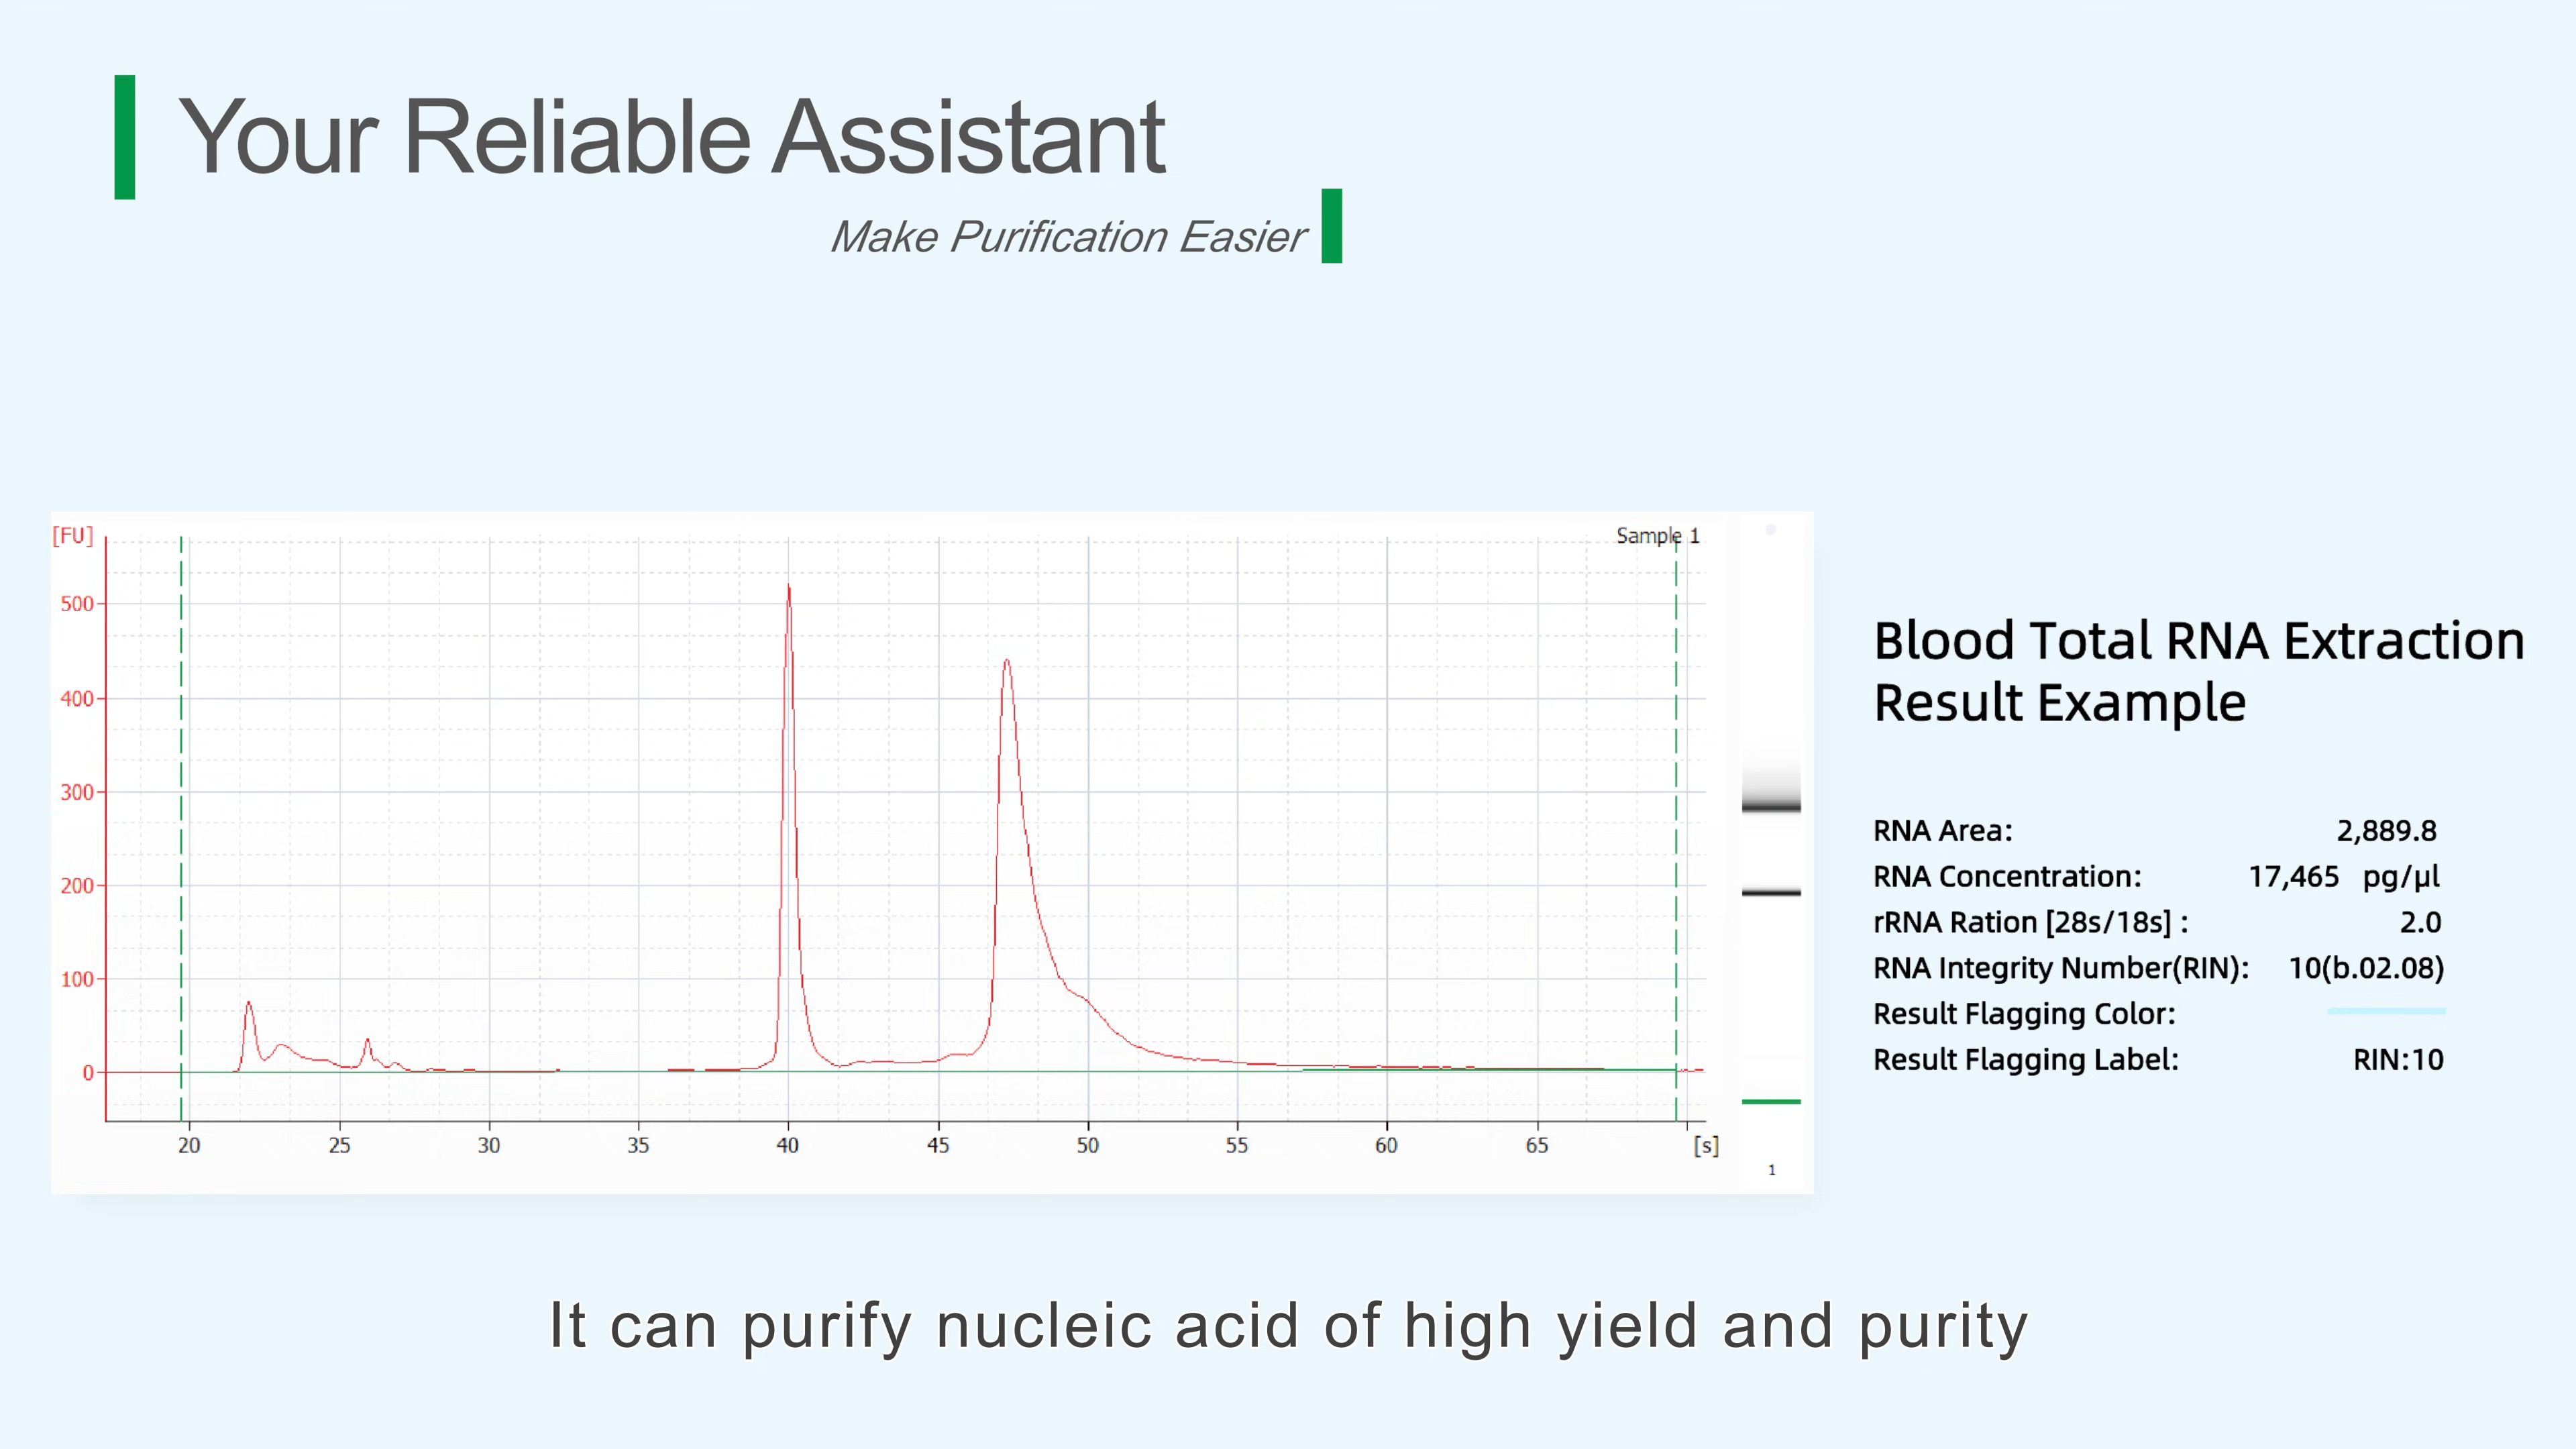 Your Reliable Assistant
Make Purification Easier
[FU]
Sample 1
500
400
300
200
100
0
20 25 30 35 40 45 50 55 60 65 [s]
1
Blood Total RNA Extraction
Result Example
RNA Area: 2,889.8
RNA Concentration: 17,465 pg/µl
rRNA Ration [28s/18s] : 2.0
RNA Integrity Number(RIN): 10(b.02.08)
Result Flagging Color:
Result Flagging Label: RIN:10
It can purify nucleic acid of high yield and purity